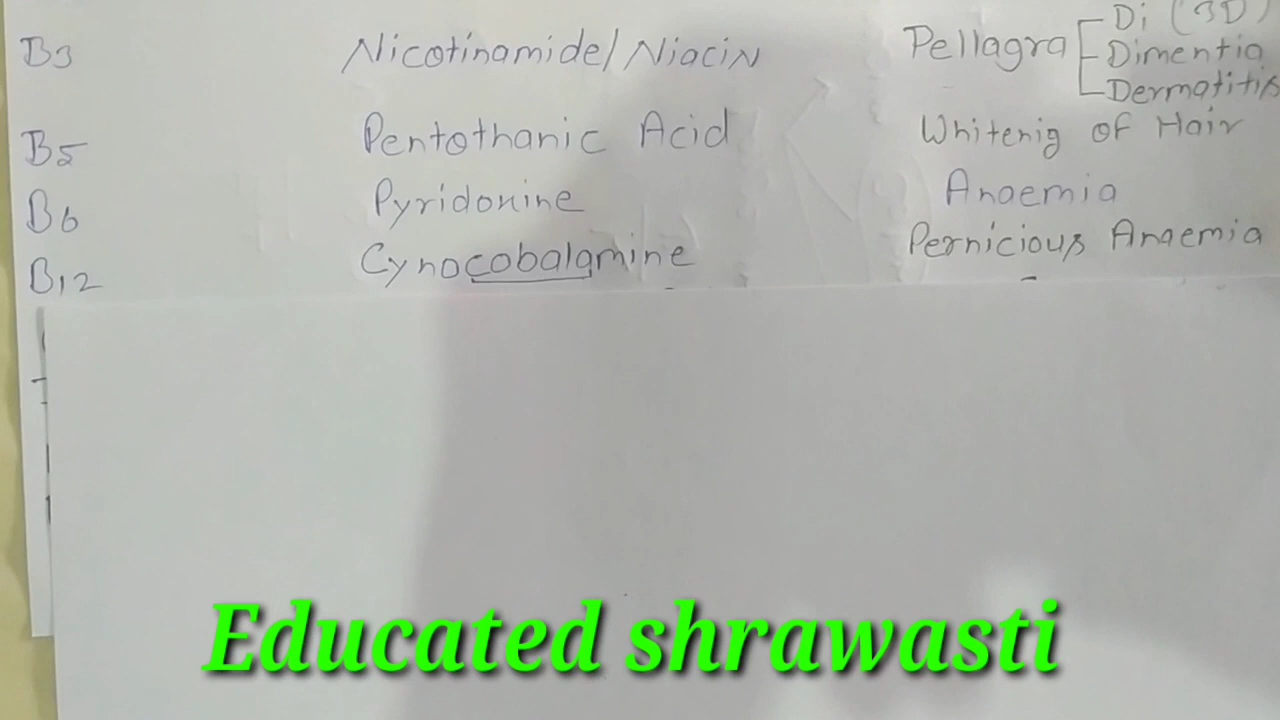 Di (3D)
B3 Nicotinamide/Niacin Pellagra Dimentia
Dermatitis
B5 Pentothanic Acid Whitenig of Hair
B6 Pyridonine Anaemia
B12 Cynocobalamine Pernicious Anaemia
Educated shrawasti